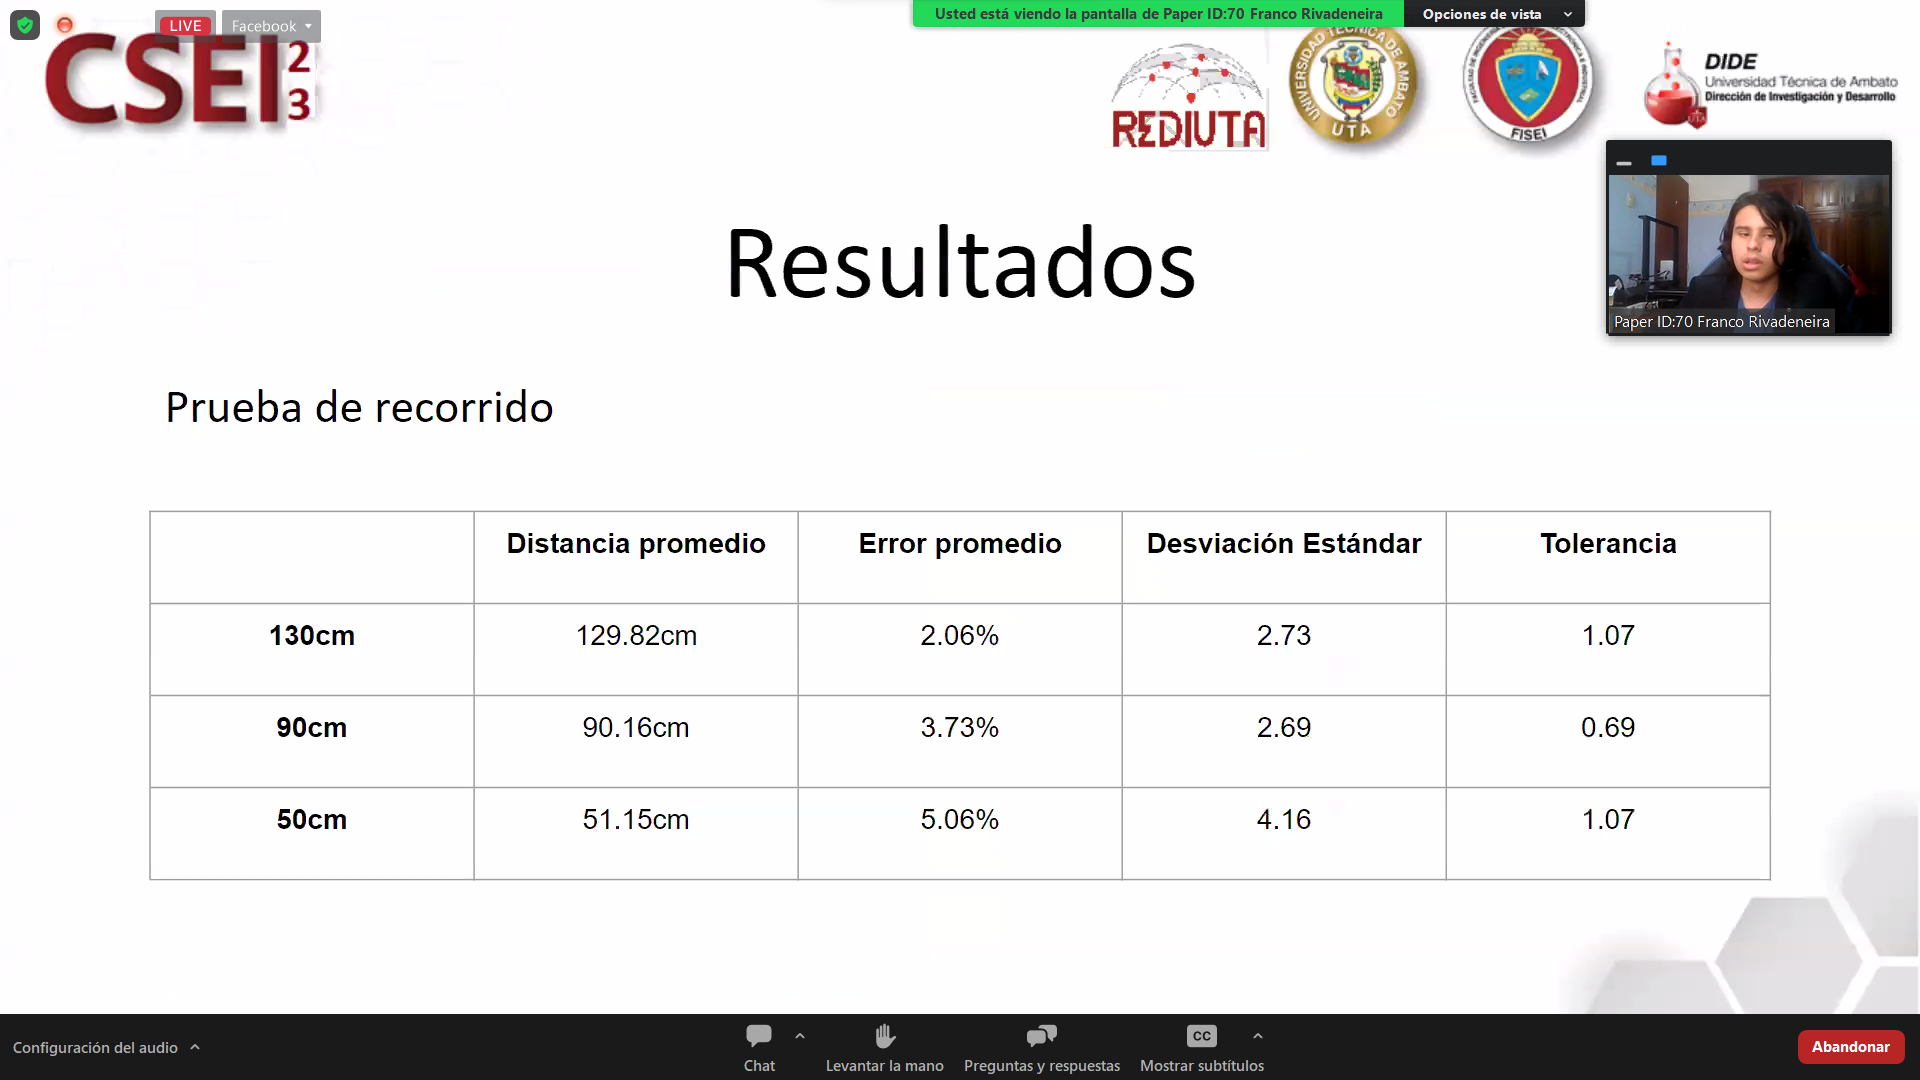 LIVE
Facebook
Usted está viendo la pantalla de Paper ID:70 Franco Rivadeneira
Opciones de vista
CSEI 23
REDIUTA
UNIVERSIDAD TÉCNICA DE AMBATO
UTA
FISEI
DIDE
Universidad Técnica de Ambato
Dirección de Investigación y Desarrollo
UTA
Paper ID:70 Franco Rivadeneira
Resultados
Prueba de recorrido
Distancia promedio Error promedio Desviación Estándar Tolerancia
130cm 129.82cm 2.06% 2.73 1.07
90cm 90.16cm 3.73% 2.69 0.69
50cm 51.15cm 5.06% 4.16 1.07
Configuración del audio
Chat
Levantar la mano
Preguntas y respuestas
CC
Mostrar subtítulos
Abandonar